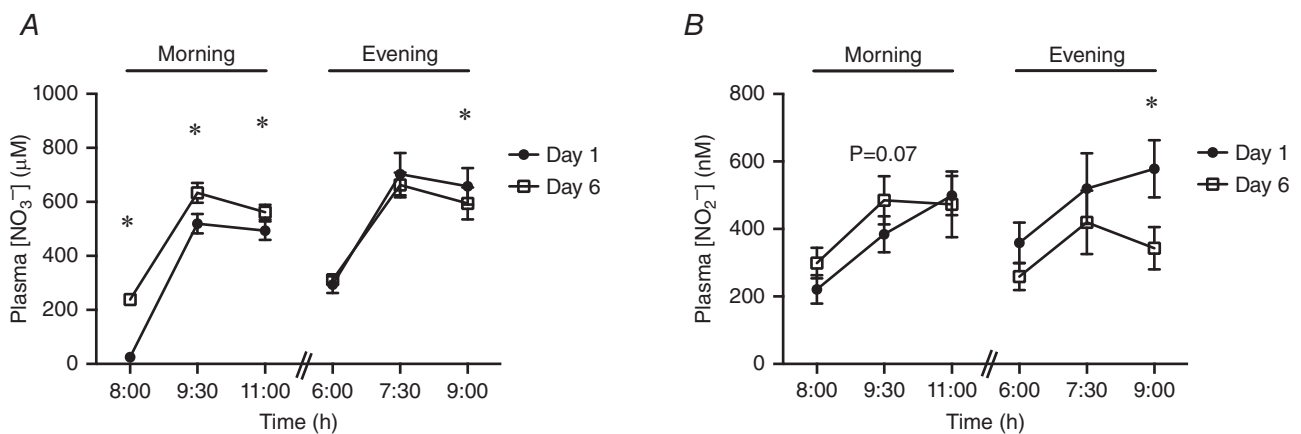 A
Morning
Evening
1000
800
600
400
200
0
Plasma [NO₃⁻] (μM)
*
*
*
*
Day 1
Day 6
8:00 9:30 11:00 6:00 7:30 9:00
Time (h)
B
Morning
Evening
800
600
400
200
0
Plasma [NO₂⁻] (nM)
P=0.07
*
Day 1
Day 6
8:00 9:30 11:00 6:00 7:30 9:00
Time (h)